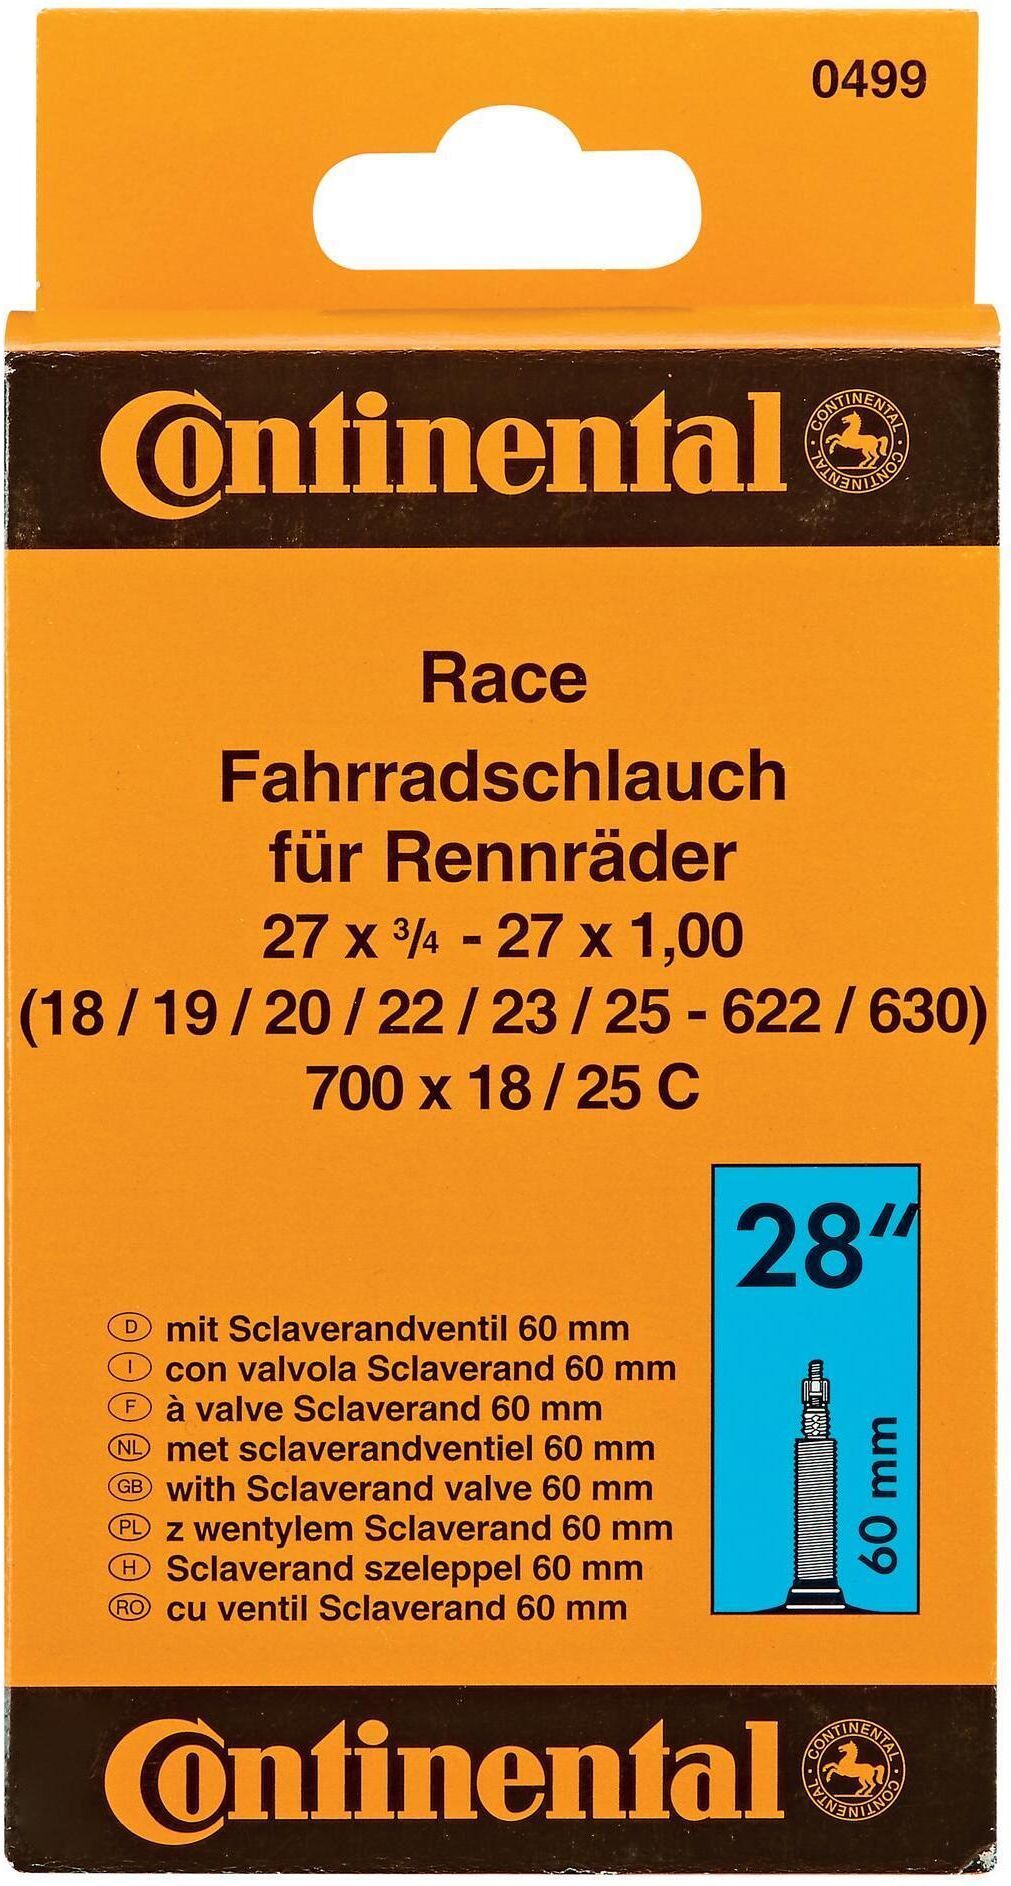 0499
Continental
CONTINENTAL · CONTINENTAL ·
Race
Fahrradschlauch
für Rennräder
27 x 3/4 - 27 x 1,00
(18 / 19 / 20 / 22 / 23 / 25 - 622 / 630)
700 x 18 / 25 C
28"
60 mm
D mit Sclaverandventil 60 mm
I con valvola Sclaverand 60 mm
F à valve Sclaverand 60 mm
NL met sclaverandventiel 60 mm
GB with Sclaverand valve 60 mm
PL z wentylem Sclaverand 60 mm
H Sclaverand szeleppel 60 mm
RO cu ventil Sclaverand 60 mm
Continental
CONTINENTAL · CONTINENTAL ·